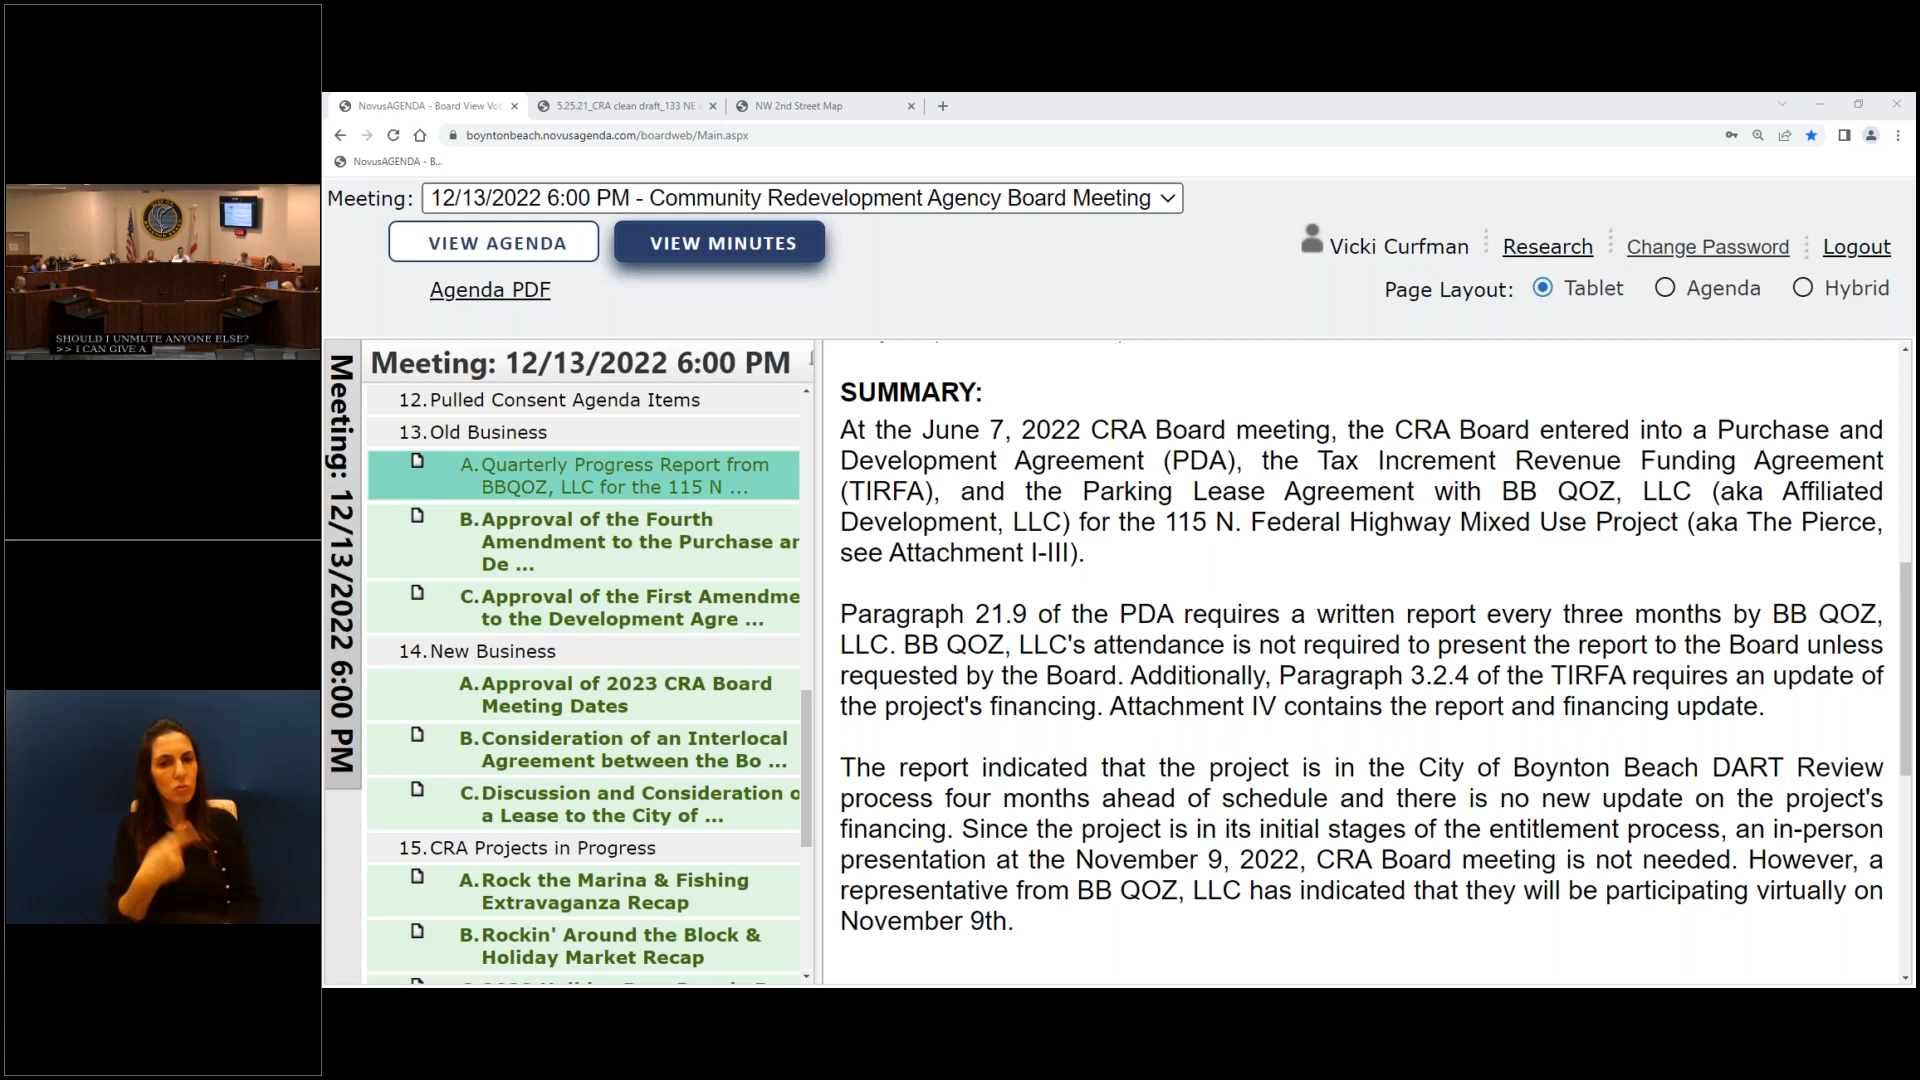 NovusAGENDA - Board View Vot
5.25.21_CRA clean draft_133 NE
NW 2nd Street Map
boyntonbeach.novusagenda.com/boardweb/Main.aspx
NovusAGENDA - B...
Meeting: 12/13/2022 6:00 PM - Community Redevelopment Agency Board Meeting
VIEW AGENDA
VIEW MINUTES
Agenda PDF
Vicki Curfman
Research
Change Password
Logout
Page Layout:
Tablet
Agenda
Hybrid
SHOULD I UNMUTE ANYONE ELSE?
>> I CAN GIVE A
Meeting: 12/13/2022 6:00 PM
Meeting: 12/13/2022 6:00 PM
12.Pulled Consent Agenda Items
13.Old Business
A.Quarterly Progress Report from
BBQOZ, LLC for the 115 N ...
B.Approval of the Fourth
Amendment to the Purchase an
De ...
C.Approval of the First Amendme
to the Development Agre ...
14.New Business
A.Approval of 2023 CRA Board
Meeting Dates
B.Consideration of an Interlocal
Agreement between the Bo ...
C.Discussion and Consideration o
a Lease to the City of ...
15.CRA Projects in Progress
A.Rock the Marina & Fishing
Extravaganza Recap
B.Rockin' Around the Block &
Holiday Market Recap
SUMMARY:
At the June 7, 2022 CRA Board meeting, the CRA Board entered into a Purchase and
Development Agreement (PDA), the Tax Increment Revenue Funding Agreement
(TIRFA), and the Parking Lease Agreement with BB QOZ, LLC (aka Affiliated
Development, LLC) for the 115 N. Federal Highway Mixed Use Project (aka The Pierce,
see Attachment I-III).
Paragraph 21.9 of the PDA requires a written report every three months by BB QOZ,
LLC. BB QOZ, LLC's attendance is not required to present the report to the Board unless
requested by the Board. Additionally, Paragraph 3.2.4 of the TIRFA requires an update of
the project's financing. Attachment IV contains the report and financing update.
The report indicated that the project is in the City of Boynton Beach DART Review
process four months ahead of schedule and there is no new update on the project's
financing. Since the project is in its initial stages of the entitlement process, an in-person
presentation at the November 9, 2022, CRA Board meeting is not needed. However, a
representative from BB QOZ, LLC has indicated that they will be participating virtually on
November 9th.